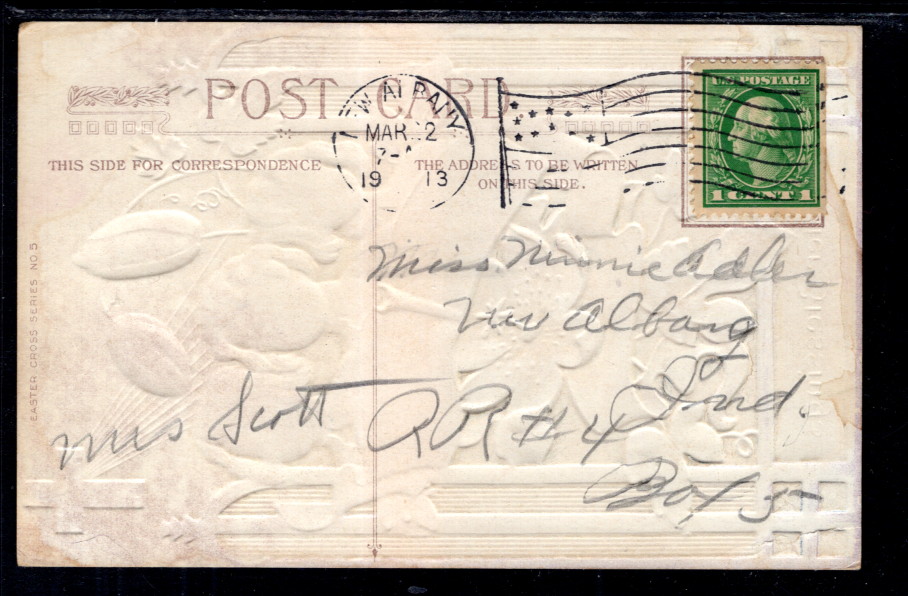 POST CARD
THIS SIDE FOR CORRESPONDENCE
THE ADDRESS TO BE WRITTEN
ON THIS SIDE.
NEW ALBANY
MAR 2
7-A
19 13
U.S. POSTAGE
1 CENT 1
EASTER CROSS SERIES NO. 5
Miss Minnie Adler
New Albany
Ind.
Mrs Scott RR #4
Box 5